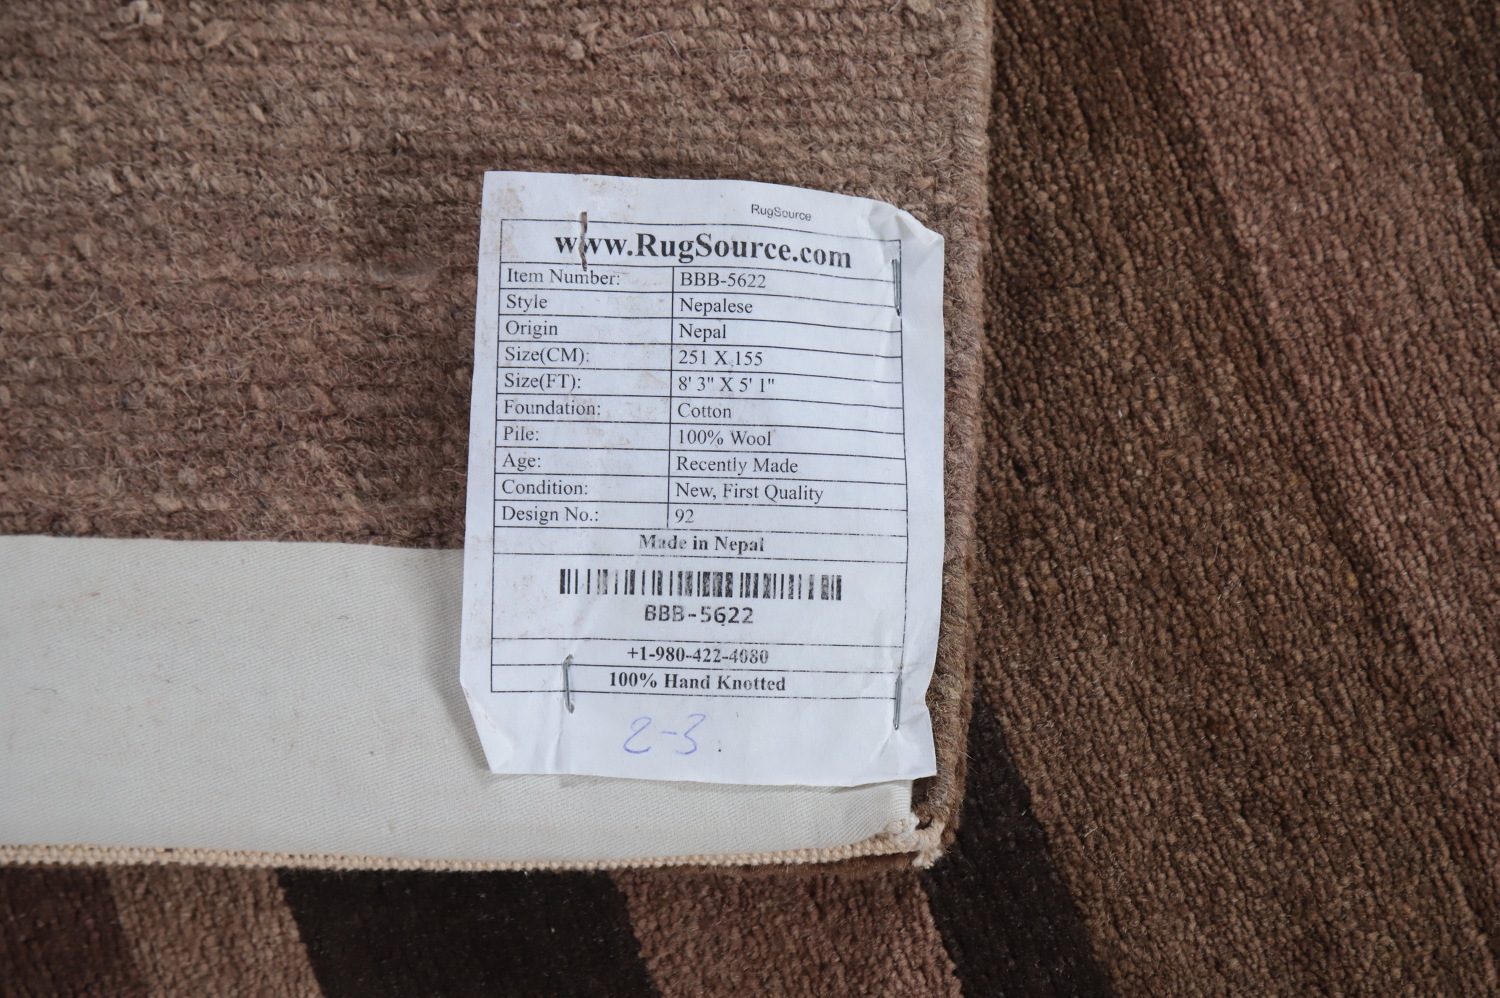 RugSource
www.RugSource.com
Item Number: BBB-5622
Style Nepalese
Origin Nepal
Size(CM): 251 X 155
Size(FT): 8' 3" X 5' 1"
Foundation: Cotton
Pile: 100% Wool
Age: Recently Made
Condition: New, First Quality
Design No.: 92
Made in Nepal
BBB-5622
+1-980-422-4080
100% Hand Knotted
2-3